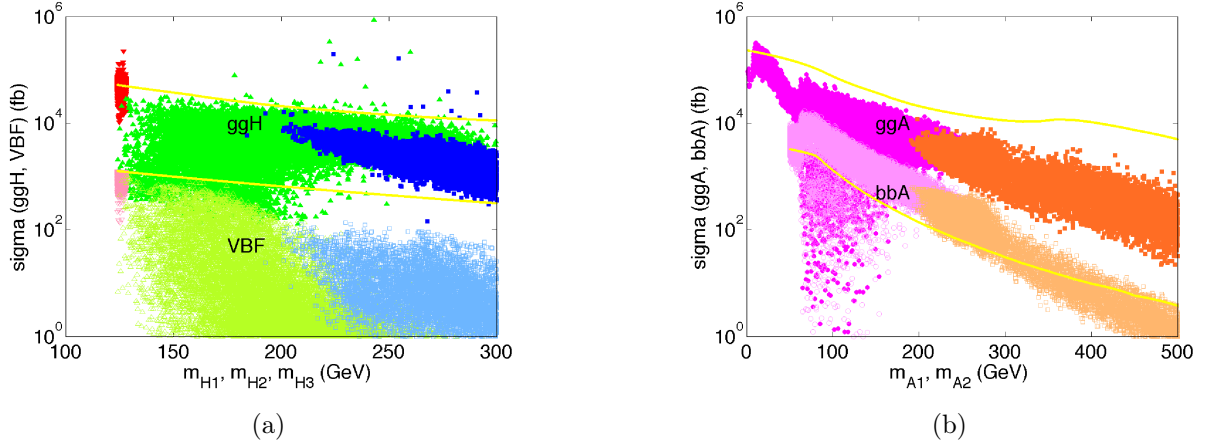 10^6
10^4
10^2
10^0
sigma (ggH, VBF) (fb)
ggH
VBF
100 150 200 250 300
m_H1, m_H2, m_H3 (GeV)
(a)
10^6
10^4
10^2
10^0
sigma (ggA, bbA) (fb)
ggA
bbA
0 100 200 300 400 500
m_A1, m_A2 (GeV)
(b)